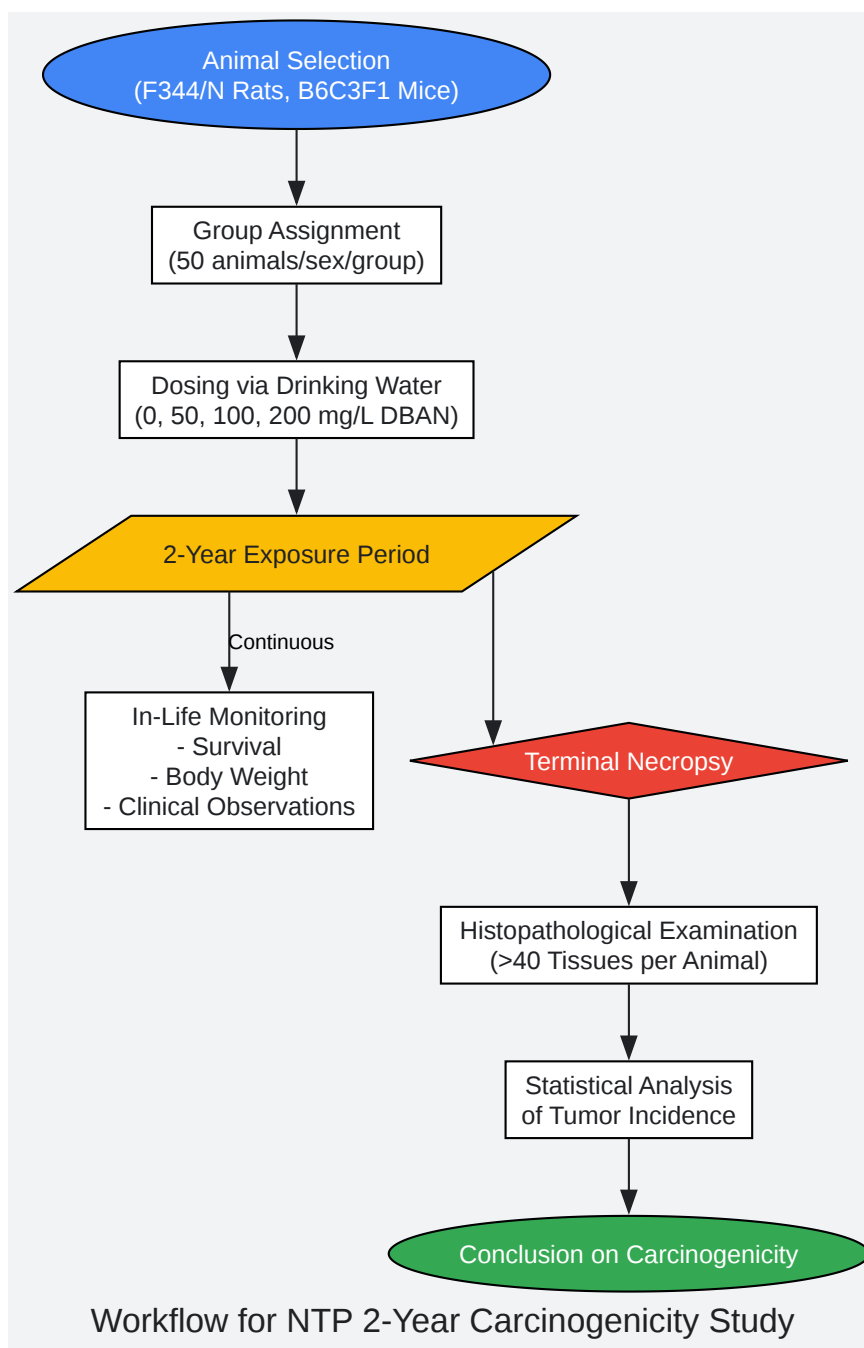 Animal Selection
(F344/N Rats, B6C3F1 Mice)
Group Assignment
(50 animals/sex/group)
Dosing via Drinking Water
(0, 50, 100, 200 mg/L DBAN)
2-Year Exposure Period
Continuous
In-Life Monitoring
- Survival
- Body Weight
- Clinical Observations
Terminal Necropsy
Histopathological Examination
(>40 Tissues per Animal)
Statistical Analysis
of Tumor Incidence
Conclusion on Carcinogenicity
Workflow for NTP 2-Year Carcinogenicity Study